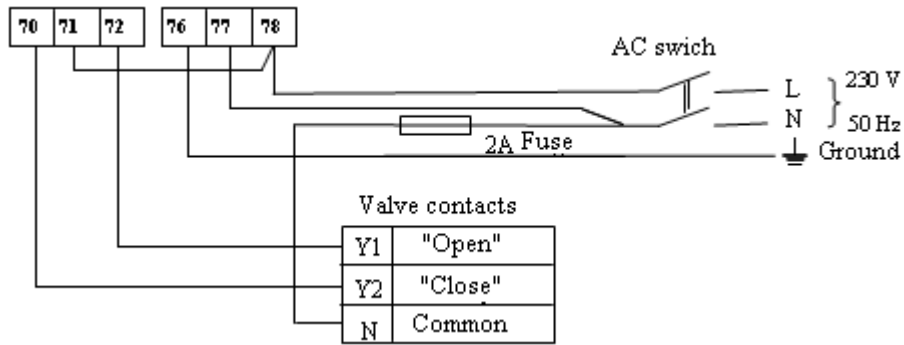 70 71 72 76 77 78
AC swich
L
230 V
N
50 Hz
2A Fuse
Ground
Valve contacts
Y1 "Open"
Y2 "Close"
N Common